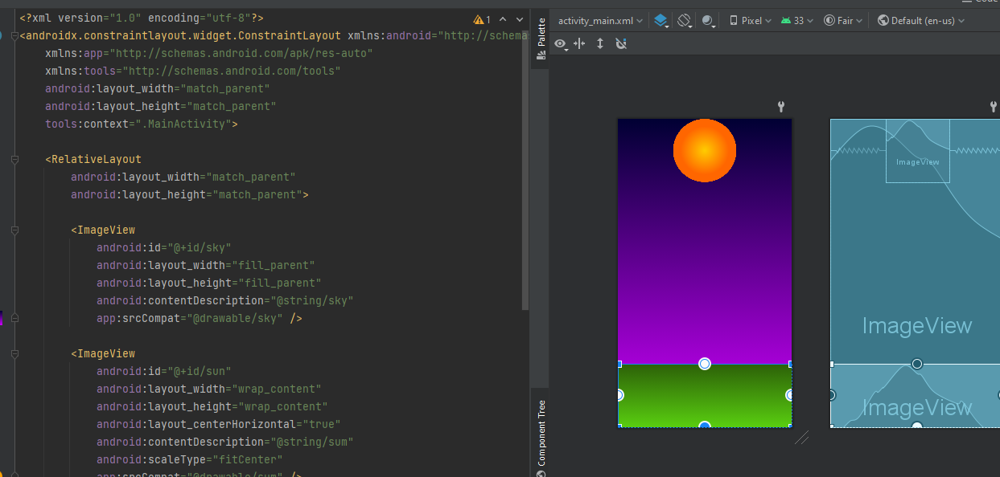 Code
<?xml version="1.0" encoding="utf-8"?>
1
<androidx.constraintlayout.widget.ConstraintLayout xmlns:android="http://schema
xmlns:app="http://schemas.android.com/apk/res-auto"
xmlns:tools="http://schemas.android.com/tools"
android:layout_width="match_parent"
android:layout_height="match_parent"
tools:context=".MainActivity">
<RelativeLayout
android:layout_width="match_parent"
android:layout_height="match_parent">
<ImageView
android:id="@+id/sky"
android:layout_width="fill_parent"
android:layout_height="fill_parent"
android:contentDescription="@string/sky"
app:srcCompat="@drawable/sky" />
<ImageView
android:id="@+id/sun"
android:layout_width="wrap_content"
android:layout_height="wrap_content"
android:layout_centerHorizontal="true"
android:contentDescription="@string/sum"
android:scaleType="fitCenter"
app:srcCompat="@drawable/sum" />
Palette
Component Tree
activity_main.xml
Pixel
33
Fair
Default (en-us)
ImageView
ImageView
ImageView